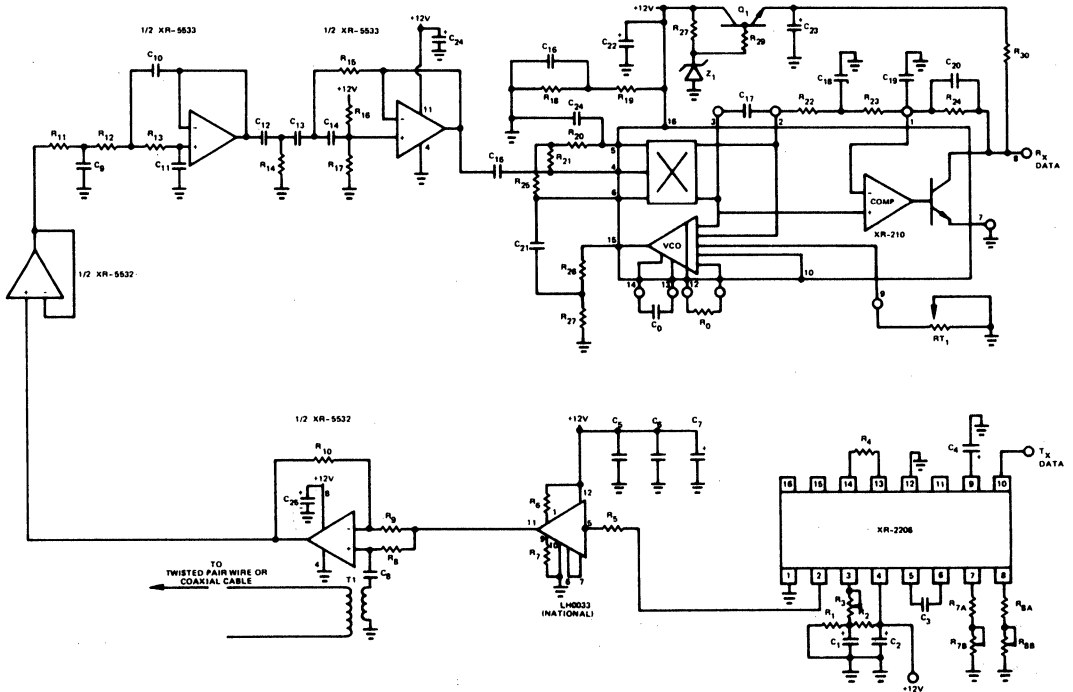 1/2 XR-5533
1/2 XR-5533
+12V
C24
C10
R15
+12V
R16
11
R11
R12
R13
C9
C11
C12
C13
C14
R14
R17
4
C16
1/2 XR-5532
+12V
Q1
C22
R27
R29
C23
Z1
R30
C16
R18
R19
C24
R20
R21
R25
16
5
4
6
15
C21
R26
R27
VCO
14
13
12
10
C0
R0
3
C17
2
R22
C18
R23
C19
1
C20
R24
COMP
XR-210
8
RX
DATA
7
9
RT1
1/2 XR-5532
R10
+12V
8
C25
R9
R8
4
C8
T1
TO
TWISTED PAIR WIRE OR
COAXIAL CABLE
+12V
C5
C6
C7
12
R6
1
11
5
9
10
R7
6
7
R5
LH0033
(NATIONAL)
R4
C4
TX
DATA
16
15
14
13
12
11
9
10
XR-2206
1
2
3
4
5
6
7
8
R3
R1
R2
C1
C2
C3
R7A
R7B
R8A
R8B
+12V